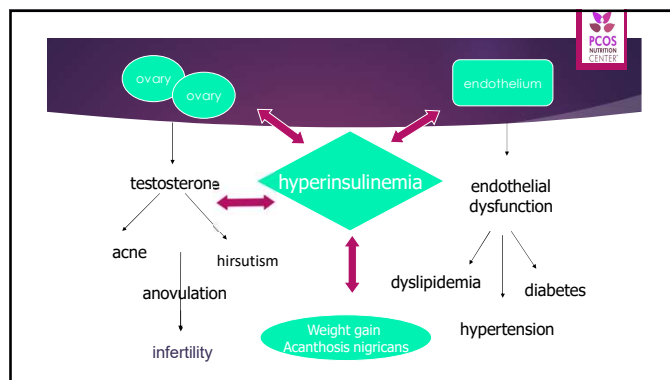 PCOS
NUTRITION
CENTER
ovary
ovary
endothelium
hyperinsulinemia
testosterone
endothelial
dysfunction
acne
hirsutism
dyslipidemia
diabetes
anovulation
hypertension
Weight gain
Acanthosis nigricans
infertility